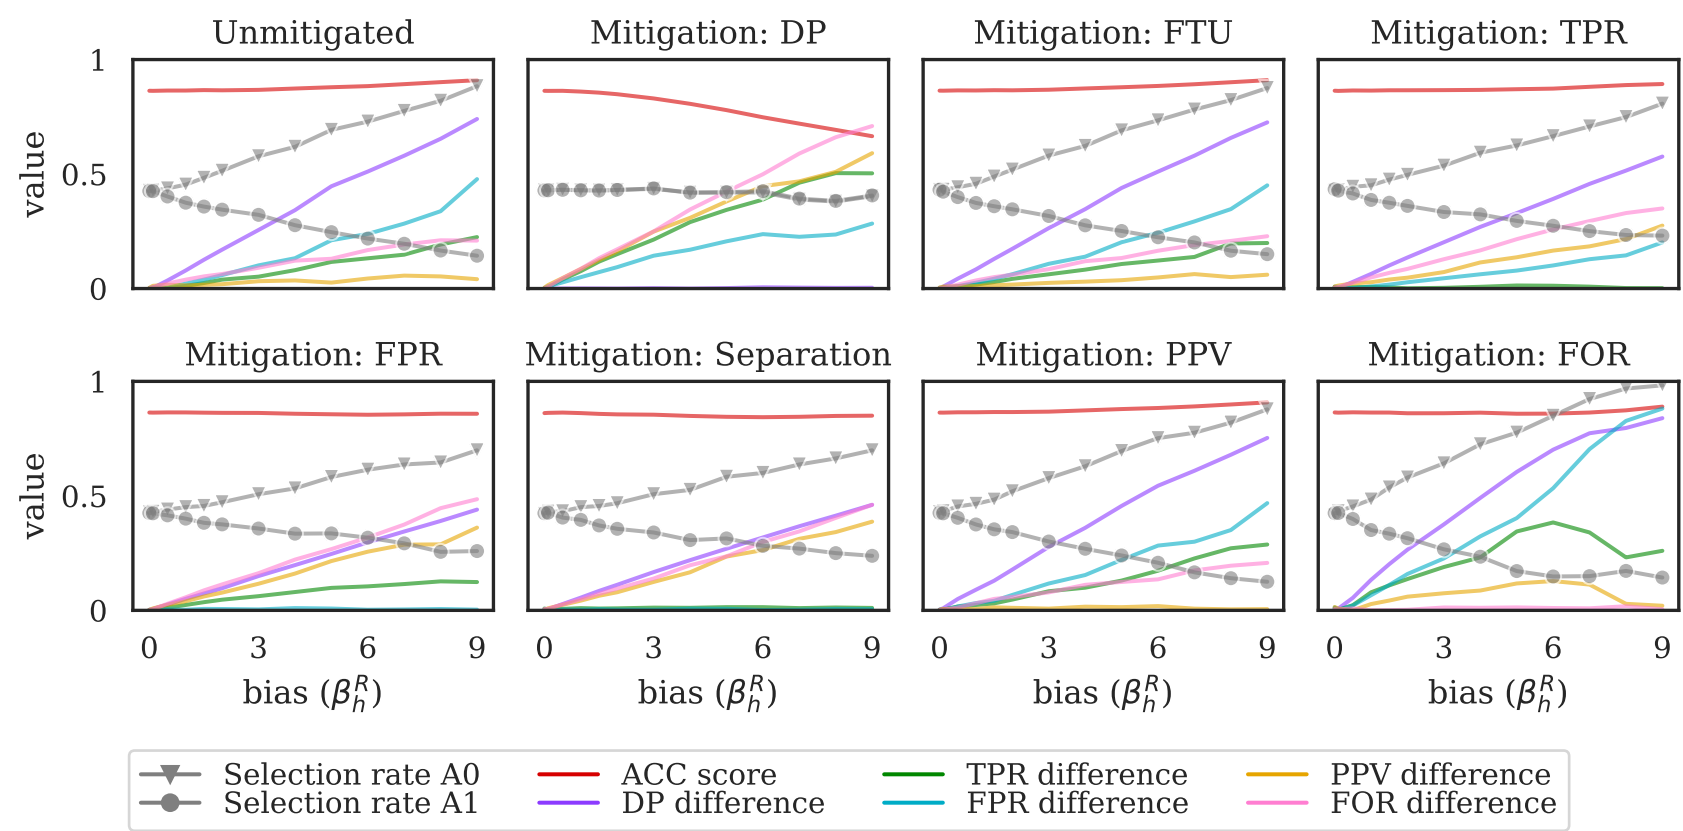 Unmitigated Mitigation: DP Mitigation: FTU Mitigation: TPR
1
0.5
0
value
Mitigation: FPR Mitigation: Separation Mitigation: PPV Mitigation: FOR
1
0.5
0
value
0 3 6 9 0 3 6 9 0 3 6 9 0 3 6 9
bias (β_h^R) bias (β_h^R) bias (β_h^R) bias (β_h^R)
Selection rate A0 ACC score TPR difference PPV difference
Selection rate A1 DP difference FPR difference FOR difference